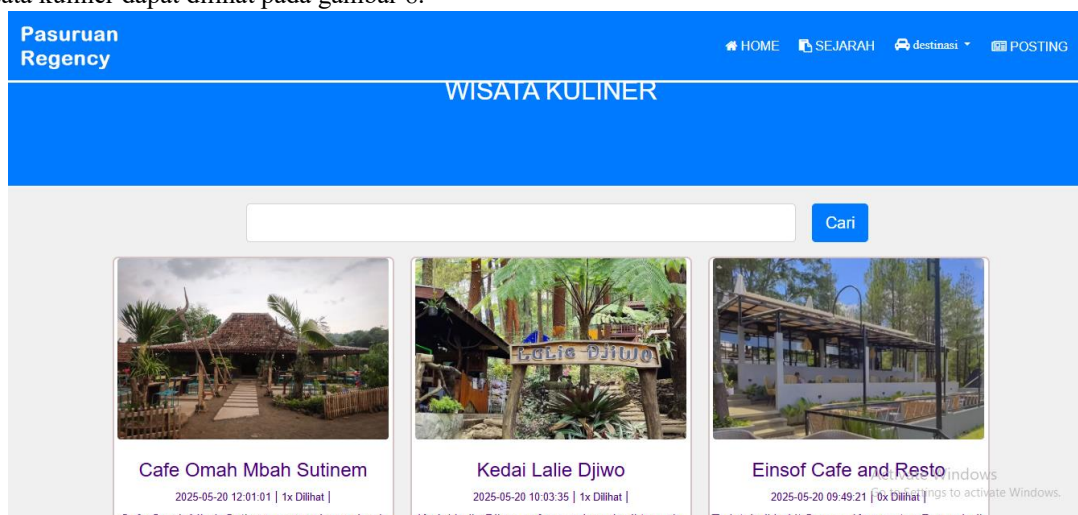 kuliner dapat dilihat pada gambar 8.
Pasuruan
Regency
HOME SEJARAH destinasi POSTING
WISATA KULINER
Cari
LaLie Djiwo
Cafe Omah Mbah Sutinem
2025-05-20 12:01:01 | 1x Dilihat |
Kedai Lalie Djiwo
2025-05-20 10:03:35 | 1x Dilihat |
Einsof Cafe and Resto
2025-05-20 09:49:21 | 6x Dilihat |
Activate Windows
Go to Settings to activate Windows.